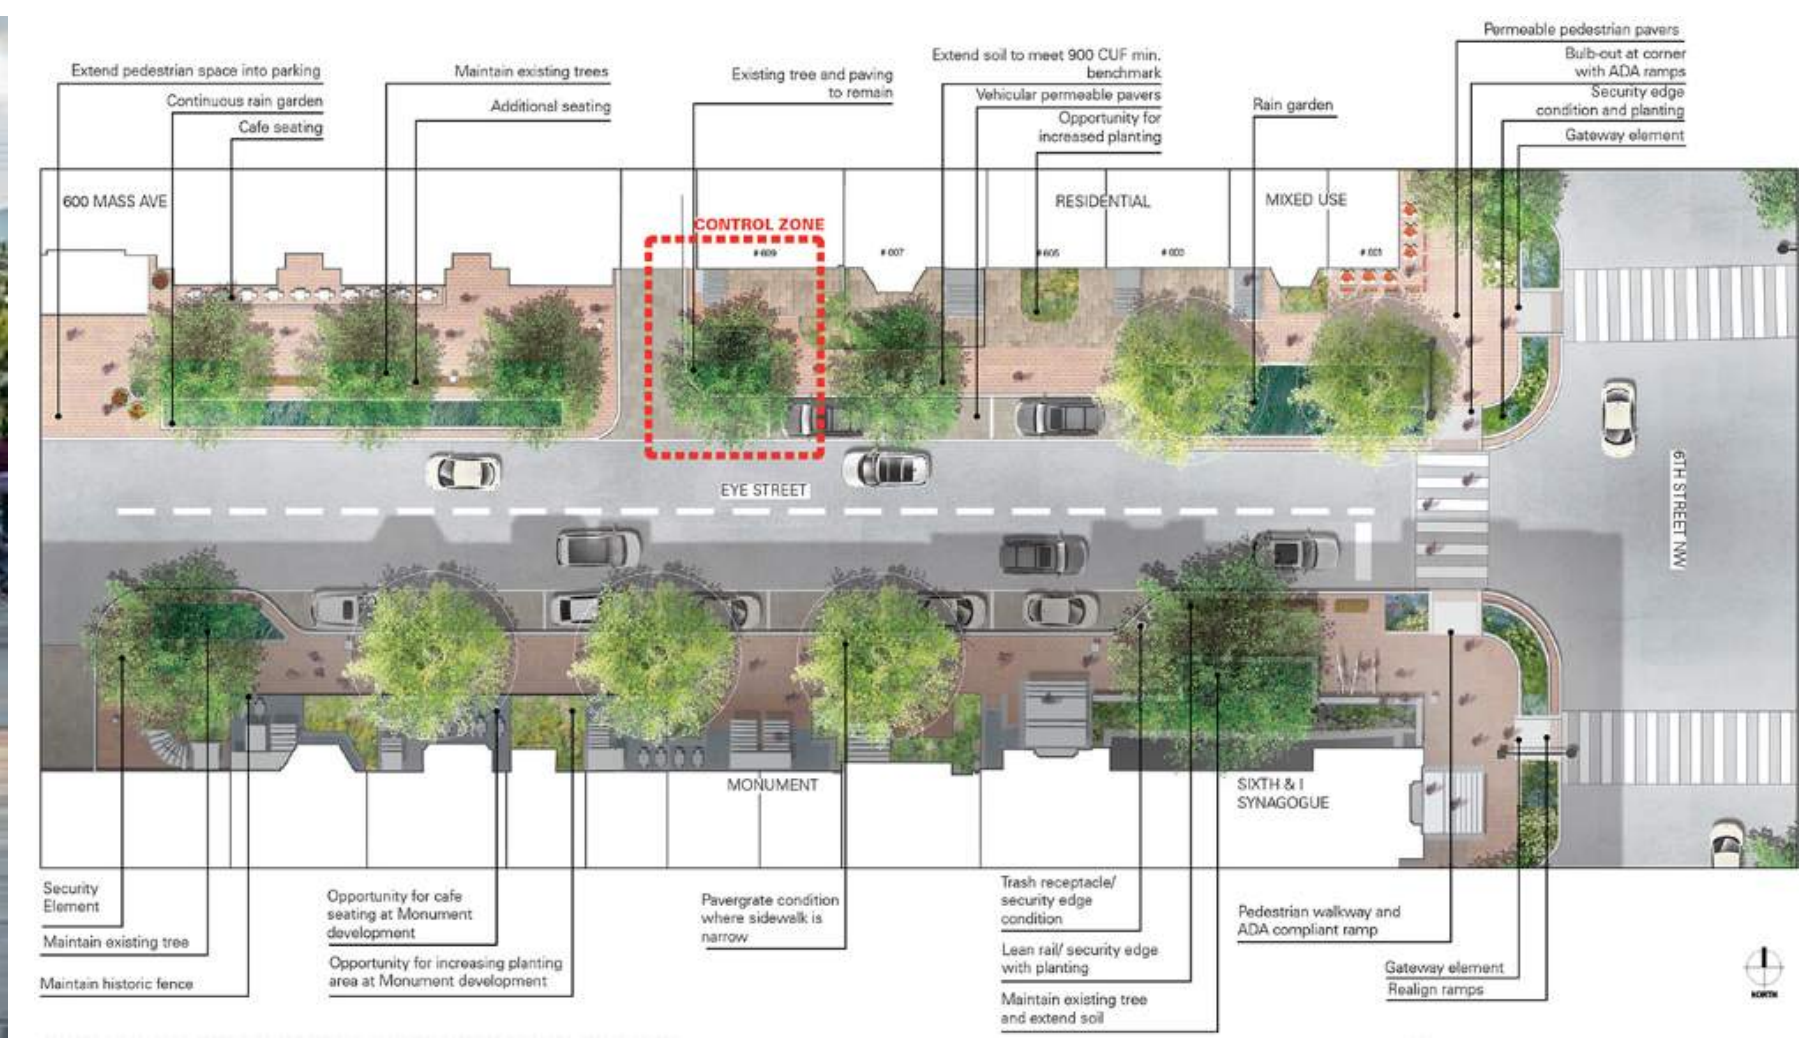 Permeable pedestrian pavers
Extend soil to meet 900 CUF min.
benchmark
Bulb-out at corner
with ADA ramps
Extend pedestrian space into parking
Maintain existing trees
Existing tree and paving
to remain
Vehicular permeable pavers
Security edge
condition and planting
Continuous rain garden
Additional seating
Opportunity for
increased planting
Rain garden
Cafe seating
Gateway element
600 MASS AVE
RESIDENTIAL
MIXED USE
CONTROL ZONE
# 609
# 607
# 605
# 603
# 601
EYE STREET
6TH STREET NW
MONUMENT
SIXTH & I
SYNAGOGUE
Security
Element
Maintain existing tree
Maintain historic fence
Opportunity for cafe
seating at Monument
development
Opportunity for increasing planting
area at Monument development
Pavergrate condition
where sidewalk is
narrow
Trash receptacle/
security edge
condition
Lean rail/ security edge
with planting
Maintain existing tree
and extend soil
Pedestrian walkway and
ADA compliant ramp
Gateway element
Realign ramps
NORTH